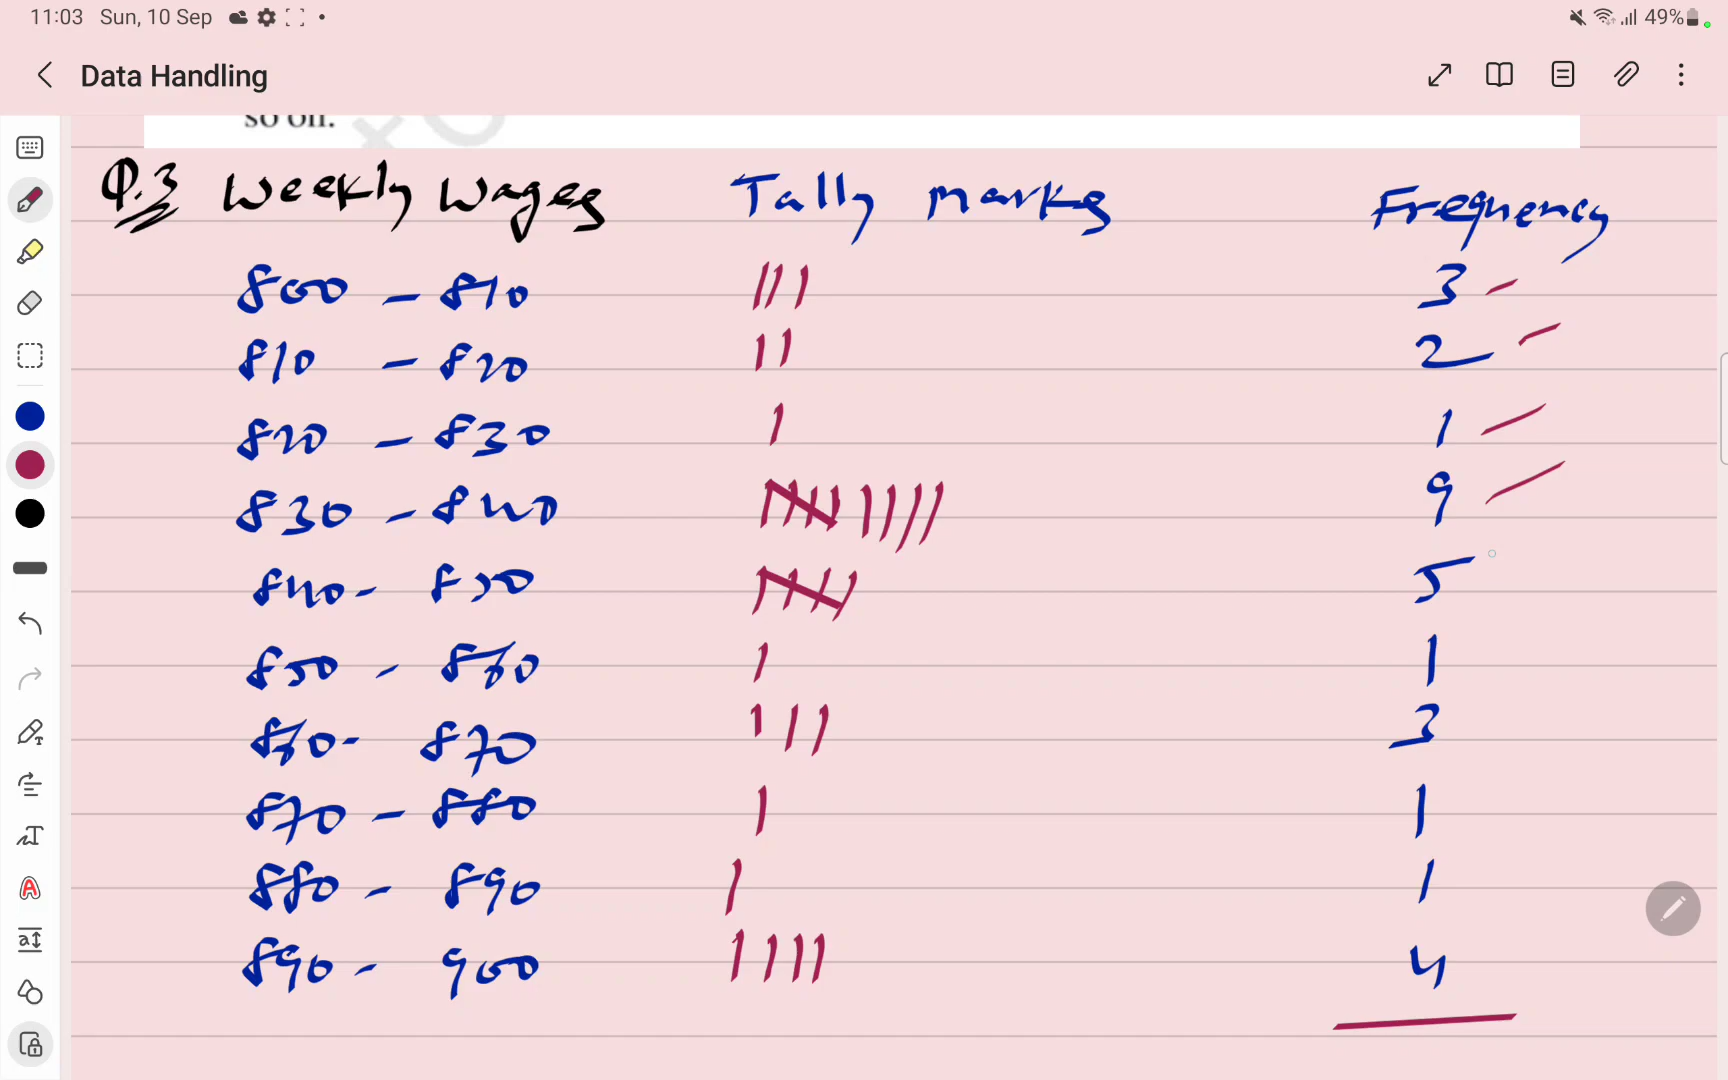 11:03 Sun, 10 Sep 49%
Data Handling
so on.
Q.3 Weekly Wages Tally Marks Frequency
800 - 810 ||| 3
810 - 820 || 2
820 - 830 | 1
830 - 840 |||| |||| 9
840 - 850 |||| 5
850 - 860 | 1
860 - 870 ||| 3
870 - 880 | 1
880 - 890 | 1
890 - 900 |||| 4